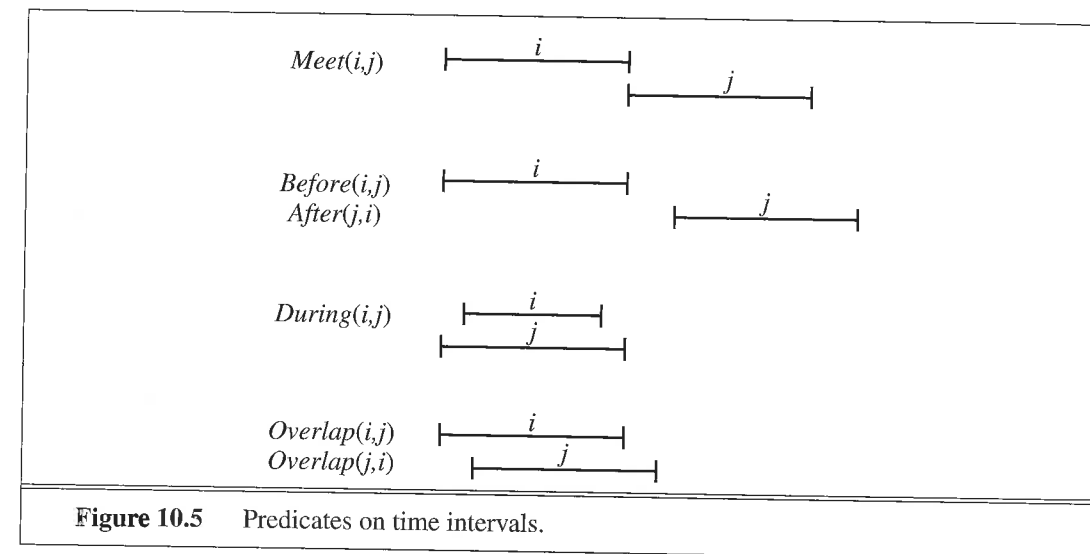 Meet(i,j) i
j
Before(i,j) i
After(j,i) j
During(i,j) i
j
Overlap(i,j) i
Overlap(j,i) j
Figure 10.5 Predicates on time intervals.